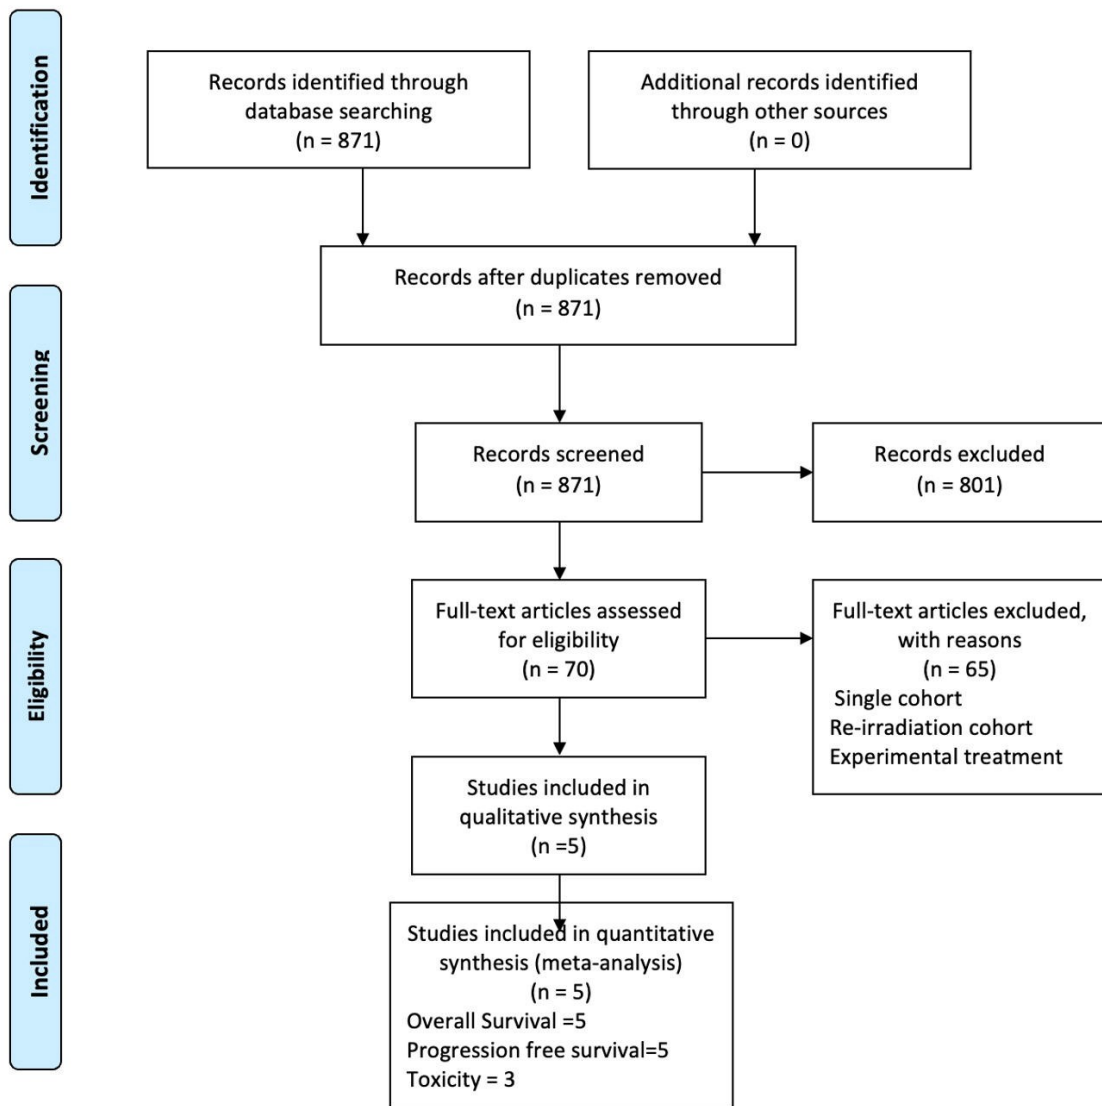 Identification
Records identified through
database searching
(n = 871)
Additional records identified
through other sources
(n = 0)
Records after duplicates removed
(n = 871)
Screening
Records screened
(n = 871)
Records excluded
(n = 801)
Eligibility
Full-text articles assessed
for eligibility
(n = 70)
Full-text articles excluded,
with reasons
(n = 65)
Single cohort
Re-irradiation cohort
Experimental treatment
Studies included in
qualitative synthesis
(n =5)
Included
Studies included in quantitative
synthesis (meta-analysis)
(n = 5)
Overall Survival =5
Progression free survival=5
Toxicity = 3